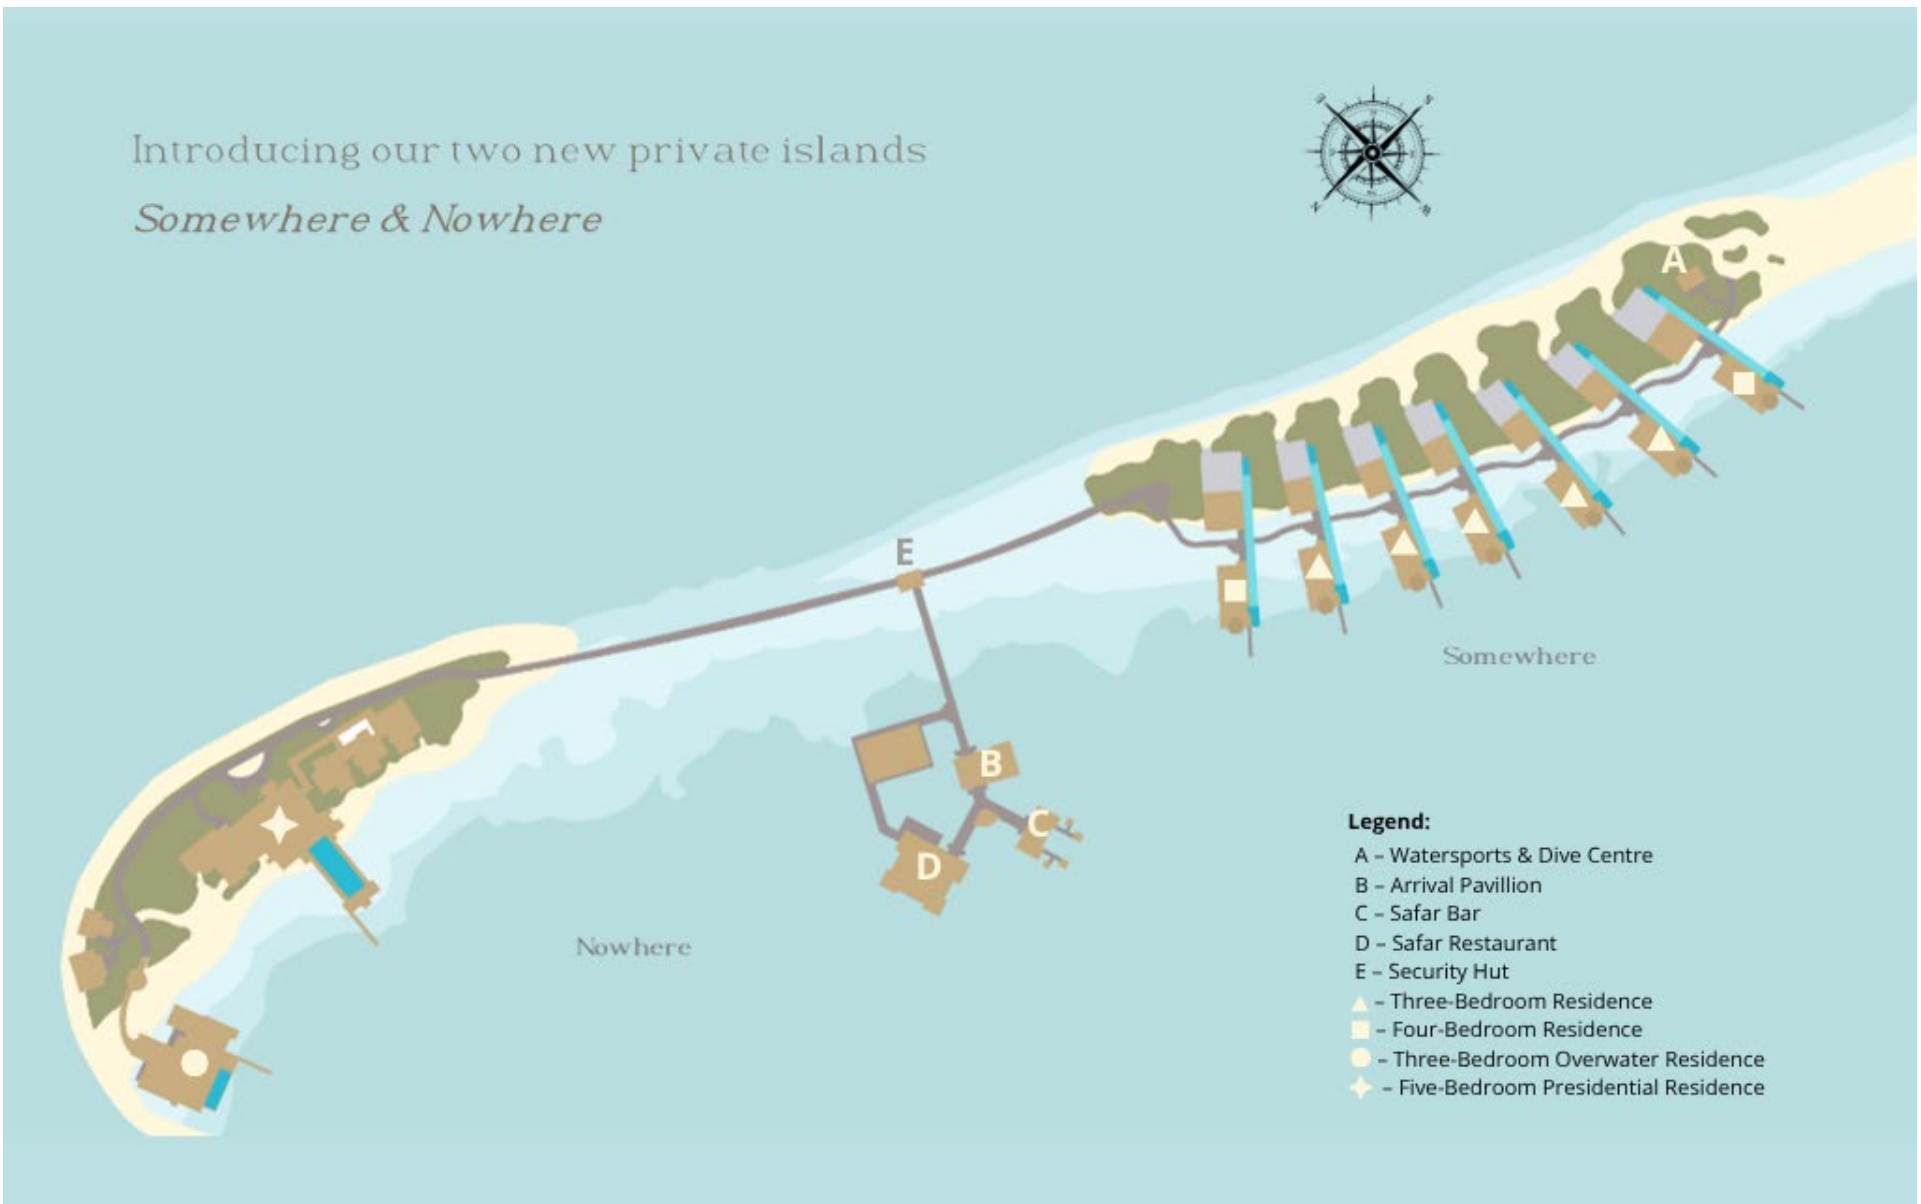 Introducing our two new private islands
Somewhere & Nowhere
E
S
N
W
A
E
B
C
D
Somewhere
Nowhere
Legend:
A – Watersports & Dive Centre
B – Arrival Pavillion
C – Safar Bar
D – Safar Restaurant
E – Security Hut
– Three-Bedroom Residence
– Four-Bedroom Residence
– Three-Bedroom Overwater Residence
– Five-Bedroom Presidential Residence